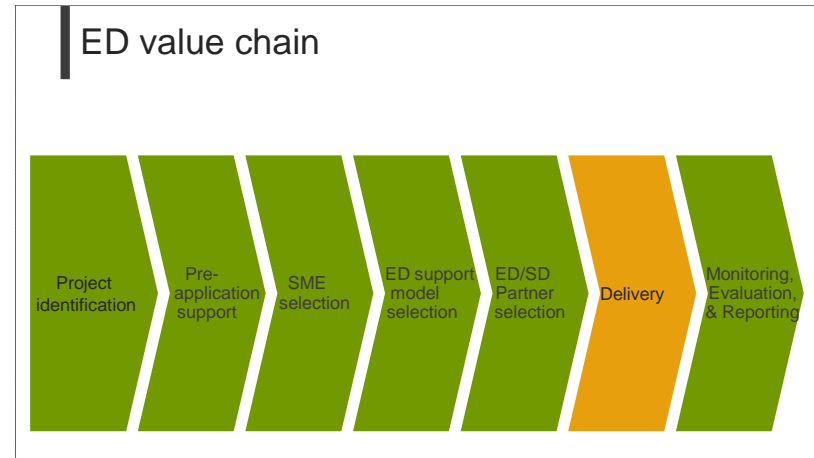 ED value chain
Project
identification
Pre-
application
support
SME
selection
ED support
model
selection
ED/SD
Partner
selection
Delivery
Monitoring,
Evaluation,
& Reporting